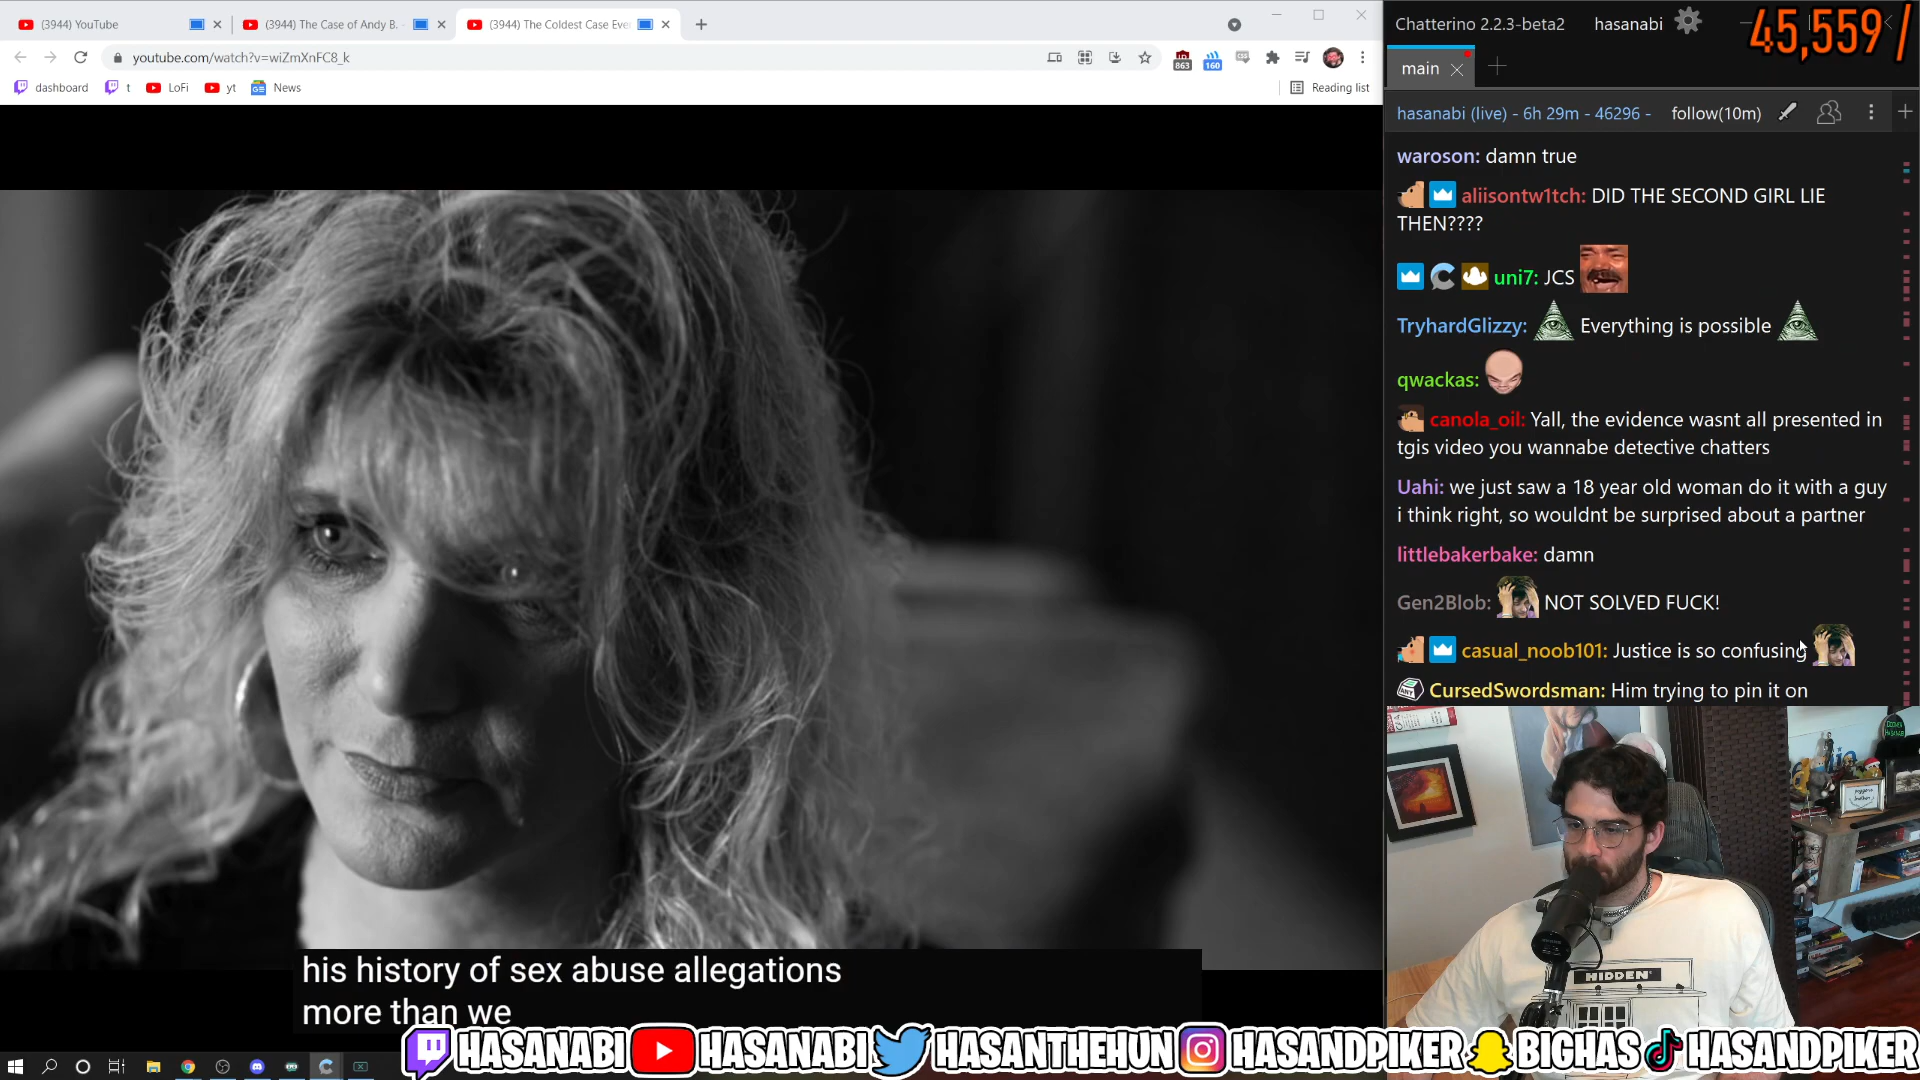 (3944) YouTube
(3944) The Case of Andy B.
(3944) The Coldest Case Eve
youtube.com/watch?v=wiZmXnFC8_k
863
160
dashboard
t
LoFi
yt
News
Reading list
Chatterino 2.2.3-beta2
hasanabi
45,559 /
main
hasanabi (live) - 6h 29m - 46296 -
follow(10m)
waroson: damn true
aliisontw1tch: DID THE SECOND GIRL LIE
THEN????
uni7: JCS
TryhardGlizzy: Everything is possible
qwackas:
canola_oil: Yall, the evidence wasnt all presented in
tgis video you wannabe detective chatters
Uahi: we just saw a 18 year old woman do it with a guy
i think right, so wouldnt be surprised about a partner
littlebakerbake: damn
Gen2Blob: NOT SOLVED FUCK!
casual_noob101: Justice is so confusing
CursedSwordsman: Him trying to pin it on
HIDDEN
his history of sex abuse allegations
more than we
HASANABI
HASANABI
HASANTHEHUN
HASANDPIKER
BIGHAS
HASANDPIKER